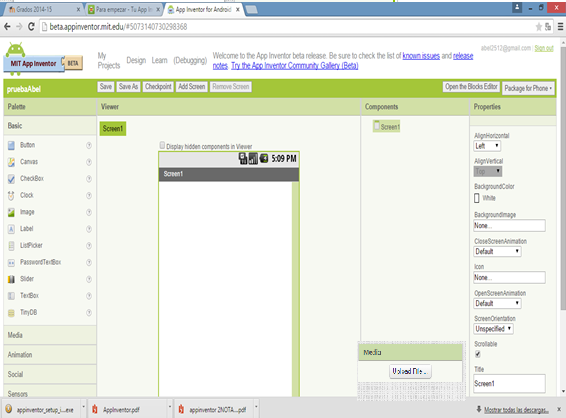 Grados 2014-15
Para empezar - Tu App In
App Inventor for Android
beta.appinventor.mit.edu/#5073140730298368
abel2512@gmail.com Sign out
MIT App Inventor BETA
My Projects Design Learn (Debugging)
Welcome to the App Inventor beta release. Be sure to check the list of known issues and release
notes. Try the App Inventor Community Gallery (Beta)
pruebaAbel
Save Save As Checkpoint Add Screen Remove Screen
Open the Blocks Editor Package for Phone
Palette
Basic
Button
Canvas
CheckBox
Clock
Image
Label
ListPicker
PasswordTextBox
Slider
TextBox
TinyDB
Media
Animation
Social
Sensors
Viewer
Screen1
Display hidden components in Viewer
5:09 PM
Screen1
Components
Screen1
Media
Upload File...
Properties
AlignHorizontal
Left
AlignVertical
Top
BackgroundColor
White
BackgroundImage
None...
CloseScreenAnimation
Default
Icon
None...
OpenScreenAnimation
Default
ScreenOrientation
Unspecified
Scrollable
Title
Screen1
appinventor_setup_i....exe
AppInventor.pdf
appinventor 2NOTA....pdf
Mostrar todas las descargas...